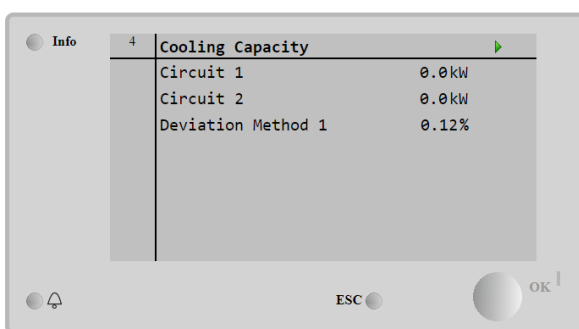 Info
4 Cooling Capacity
Circuit 1 0.0kW
Circuit 2 0.0kW
Deviation Method 1 0.12%
ESC
OK